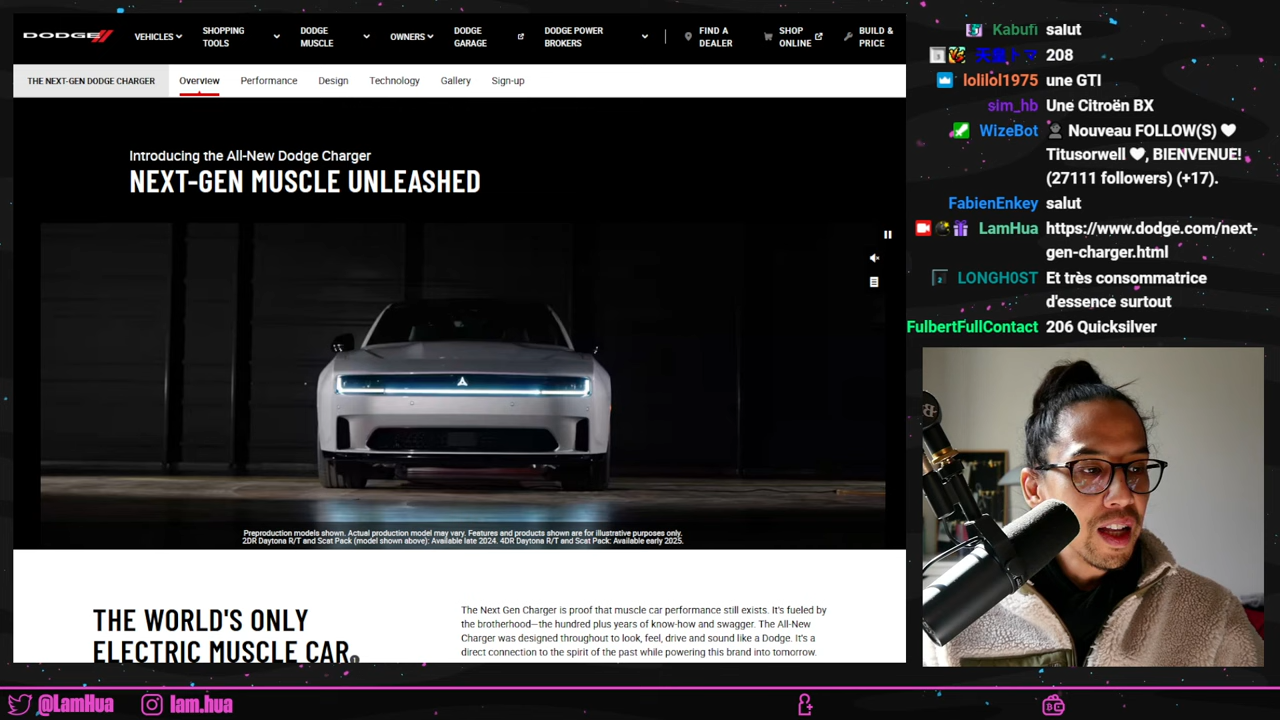 DODGE
VEHICLES
SHOPPING
TOOLS
DODGE
MUSCLE
OWNERS
DODGE
GARAGE
DODGE POWER
BROKERS
FIND A
DEALER
SHOP
ONLINE
BUILD &
PRICE
THE NEXT-GEN DODGE CHARGER
Overview
Performance
Design
Technology
Gallery
Sign-up
Introducing the All-New Dodge Charger
NEXT-GEN MUSCLE UNLEASHED
Preproduction models shown. Actual production model may vary. Features and products shown are for illustrative purposes only.
2DR Daytona R/T and Scat Pack (model shown above): Available late 2024. 4DR Daytona R/T and Scat Pack: Available early 2025.
THE WORLD'S ONLY
ELECTRIC MUSCLE CAR
The Next Gen Charger is proof that muscle car performance still exists. It's fueled by
the brotherhood—the hundred plus years of know-how and swagger. The All-New
Charger was designed throughout to look, feel, drive and sound like a Dodge. It's a
direct connection to the spirit of the past while powering this brand into tomorrow.
Kabufi salut
天皇トマ 208
lolilol1975 une GTI
sim_hb Une Citroën BX
WizeBot Nouveau FOLLOW(S)
Titusorwell, BIENVENUE!
(27111 followers) (+17).
FabienEnkey salut
LamHua https://www.dodge.com/next-
gen-charger.html
LONGH0ST Et très consommatrice
d'essence surtout
FulbertFullContact 206 Quicksilver
@LamHua
lam.hua